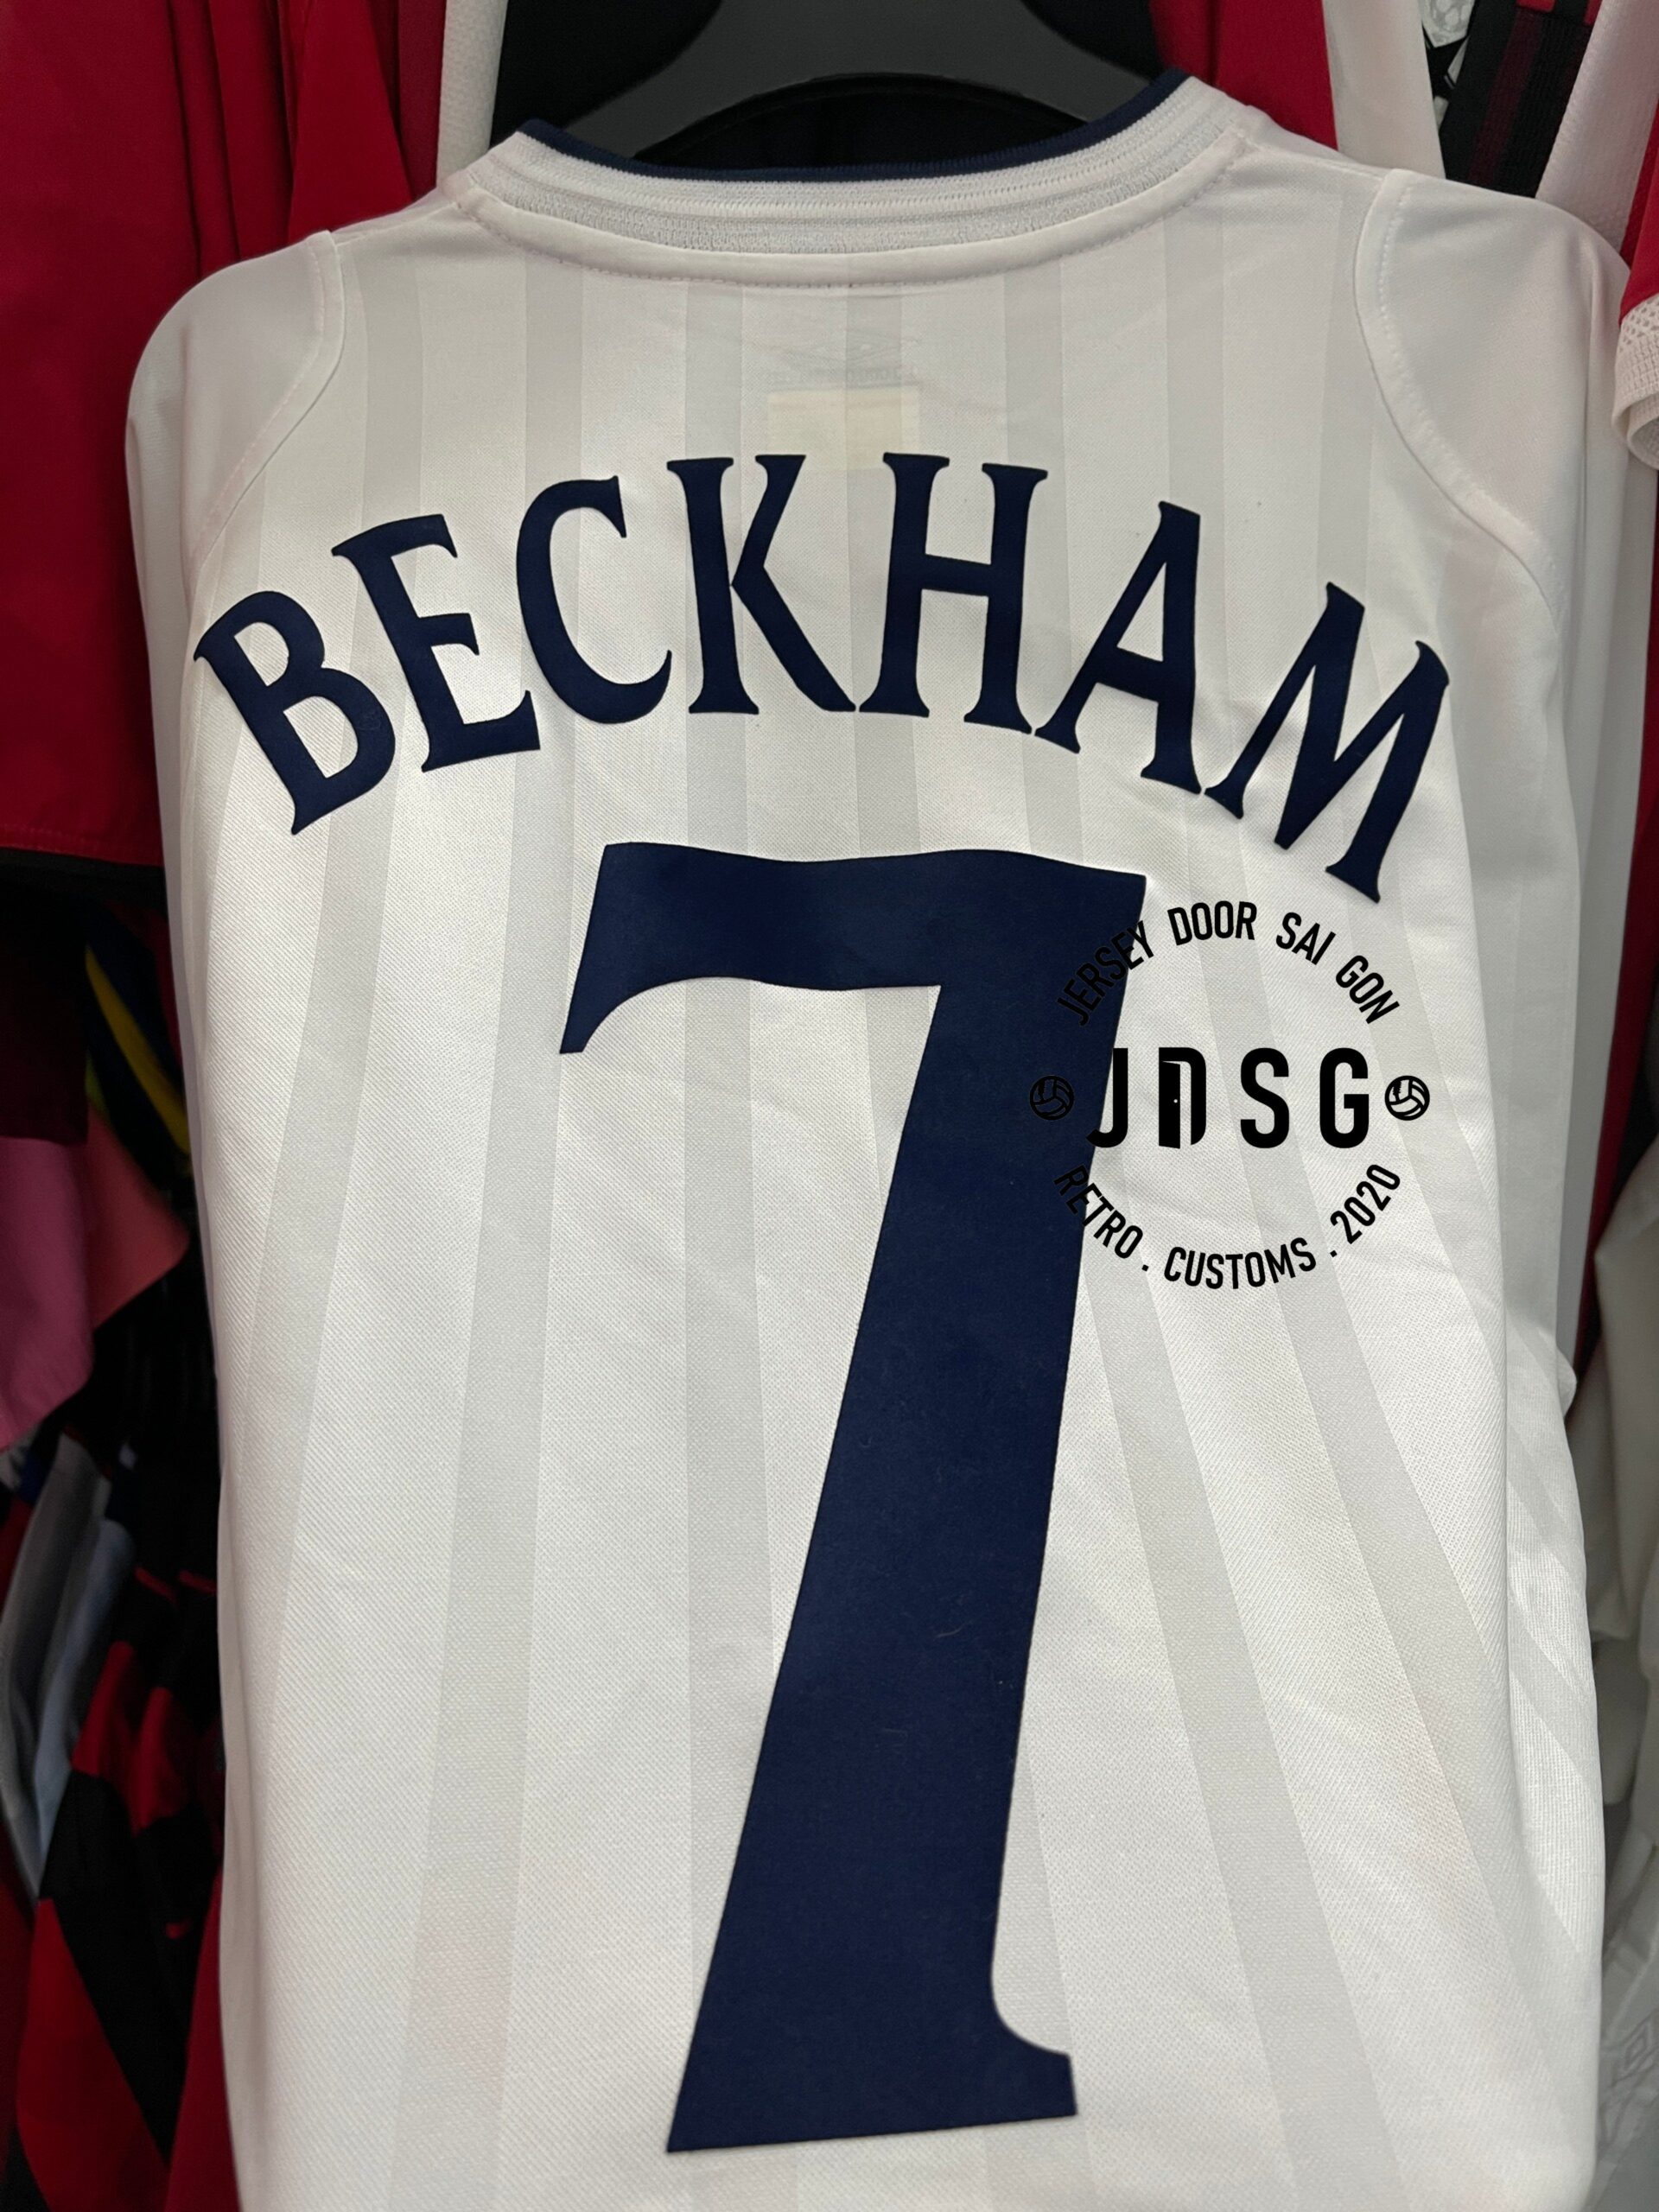 BECKHAM
7
JERSEY DOOR SAI GON
JDSG
RETRO . CUSTOMS . 2020